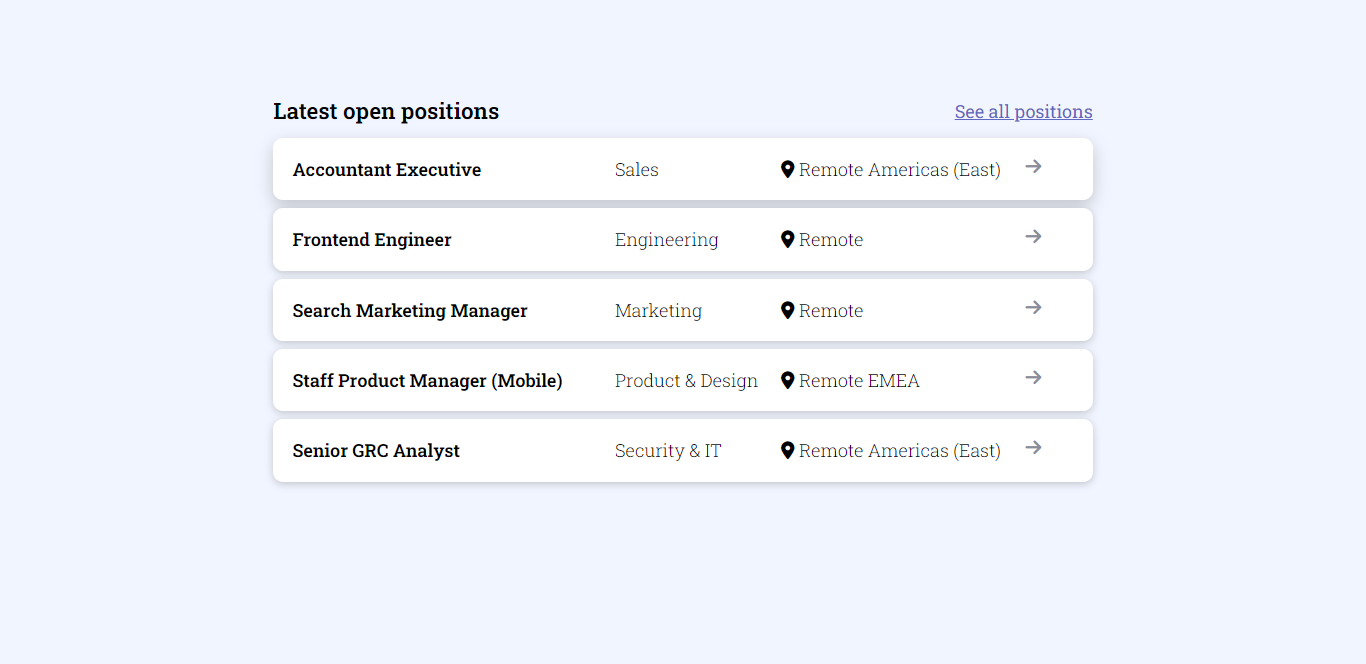 Latest open positions See all positions
Accountant Executive Sales Remote Americas (East)
Frontend Engineer Engineering Remote
Search Marketing Manager Marketing Remote
Staff Product Manager (Mobile) Product & Design Remote EMEA
Senior GRC Analyst Security & IT Remote Americas (East)